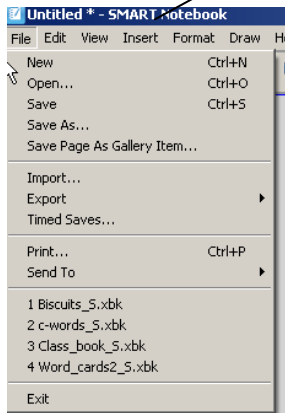 Untitled * - SMART Notebook
File Edit View Insert Format Draw
New Ctrl+N
Open... Ctrl+O
Save Ctrl+S
Save As...
Save Page As Gallery Item...
Import...
Export
Timed Saves...
Print... Ctrl+P
Send To
1 Biscuits_S.xbk
2 c-words_S.xbk
3 Class_book_S.xbk
4 Word_cards2_S.xbk
Exit